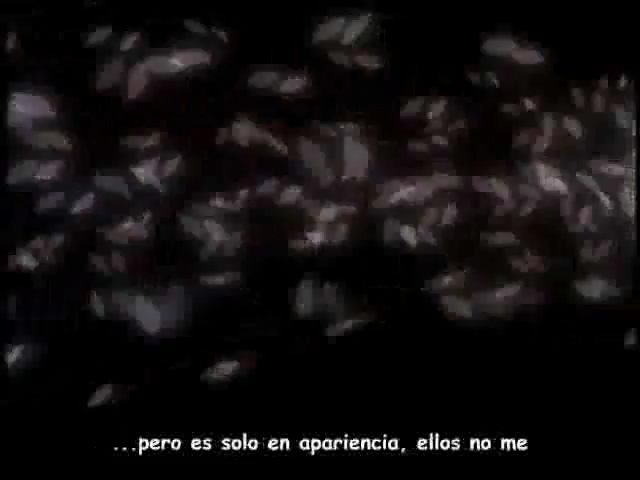 ...pero es solo en apariencia, ellos no me